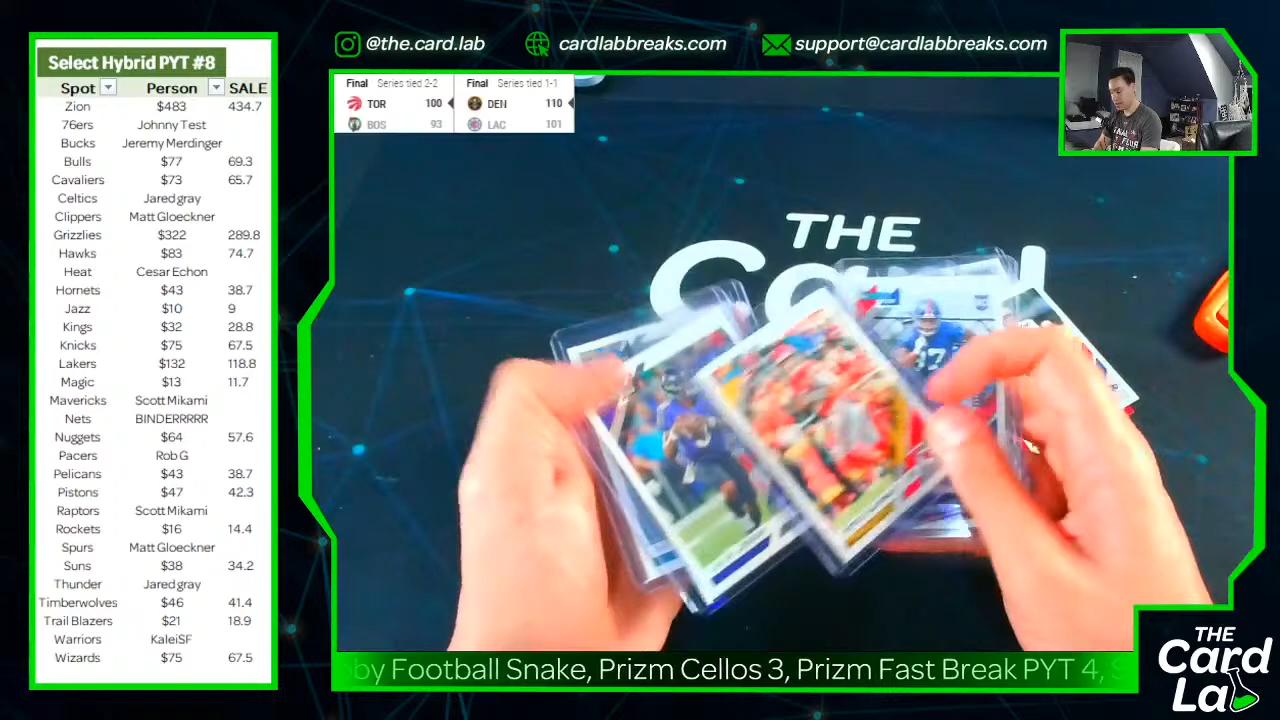 Select Hybrid PYT #8
Spot Person SALE
Zion $483 434.7
76ers Johnny Test
Bucks Jeremy Merdinger
Bulls $77 69.3
Cavaliers $73 65.7
Celtics Jared gray
Clippers Matt Gloeckner
Grizzlies $322 289.8
Hawks $83 74.7
Heat Cesar Echon
Hornets $43 38.7
Jazz $10 9
Kings $32 28.8
Knicks $75 67.5
Lakers $132 118.8
Magic $13 11.7
Mavericks Scott Mikami
Nets BINDERRRRR
Nuggets $64 57.6
Pacers Rob G
Pelicans $43 38.7
Pistons $47 42.3
Raptors Scott Mikami
Rockets $16 14.4
Spurs Matt Gloeckner
Suns $38 34.2
Thunder Jared gray
Timberwolves $46 41.4
Trail Blazers $21 18.9
Warriors KaleiSF
Wizards $75 67.5
@the.card.lab cardlabbreaks.com support@cardlabbreaks.com
Final Series tied 2-2
TOR 100
BOS 93
Final Series tied 1-1
DEN 110
LAC 101
THE
by Football Snake, Prizm Cellos 3, Prizm Fast Break PYT 4, S
THE
Card
La